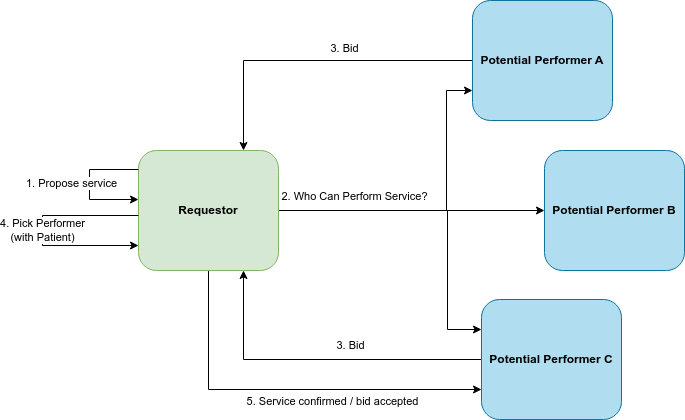 3. Bid
Potential Performer A
1. Propose service
Requestor
2. Who Can Perform Service?
Potential Performer B
4. Pick Performer
(with Patient)
3. Bid
Potential Performer C
5. Service confirmed / bid accepted